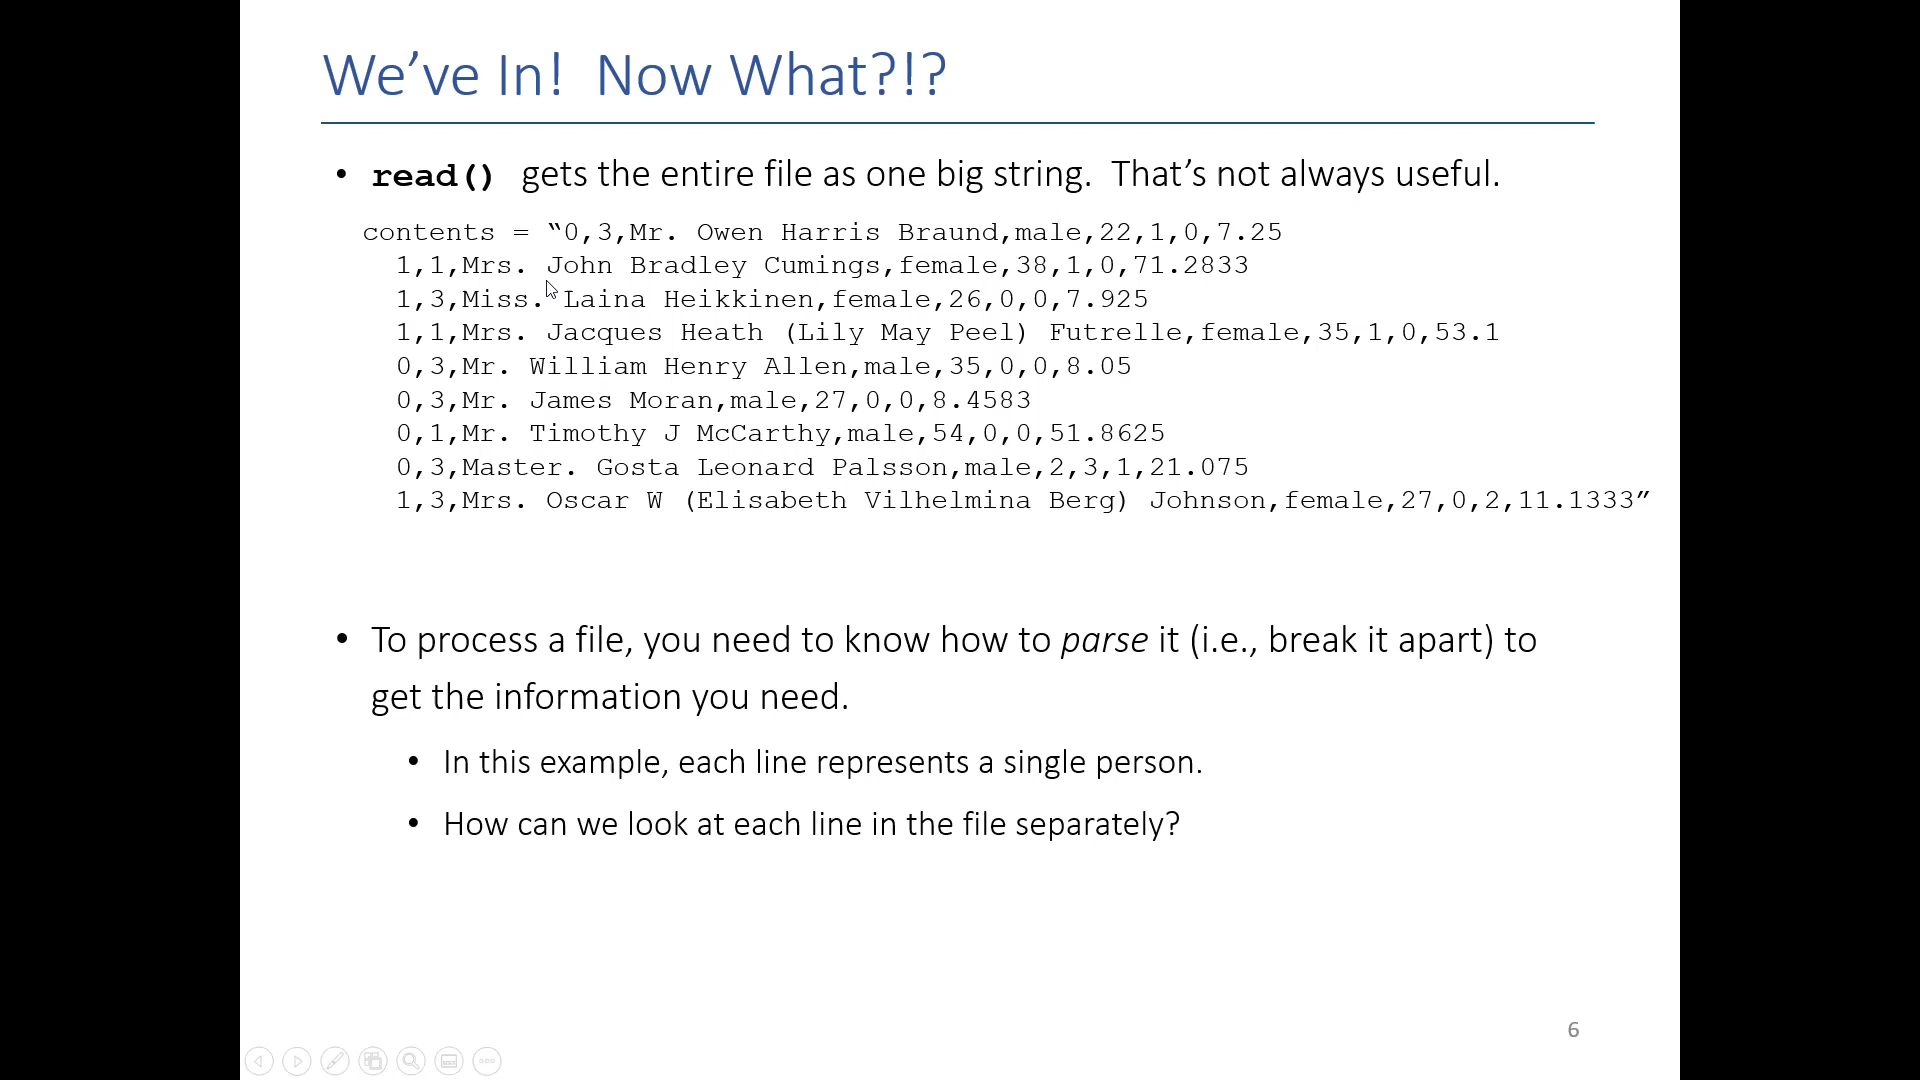 We’ve In!  Now What?!?
• read() gets the entire file as one big string.  That’s not always useful.
contents = “0,3,Mr. Owen Harris Braund,male,22,1,0,7.25
1,1,Mrs. John Bradley Cumings,female,38,1,0,71.2833
1,3,Miss. Laina Heikkinen,female,26,0,0,7.925
1,1,Mrs. Jacques Heath (Lily May Peel) Futrelle,female,35,1,0,53.1
0,3,Mr. William Henry Allen,male,35,0,0,8.05
0,3,Mr. James Moran,male,27,0,0,8.4583
0,1,Mr. Timothy J McCarthy,male,54,0,0,51.8625
0,3,Master. Gosta Leonard Palsson,male,2,3,1,21.075
1,3,Mrs. Oscar W (Elisabeth Vilhelmina Berg) Johnson,female,27,0,2,11.1333”
• To process a file, you need to know how to parse it (i.e., break it apart) to
get the information you need.
• In this example, each line represents a single person.
• How can we look at each line in the file separately?
6